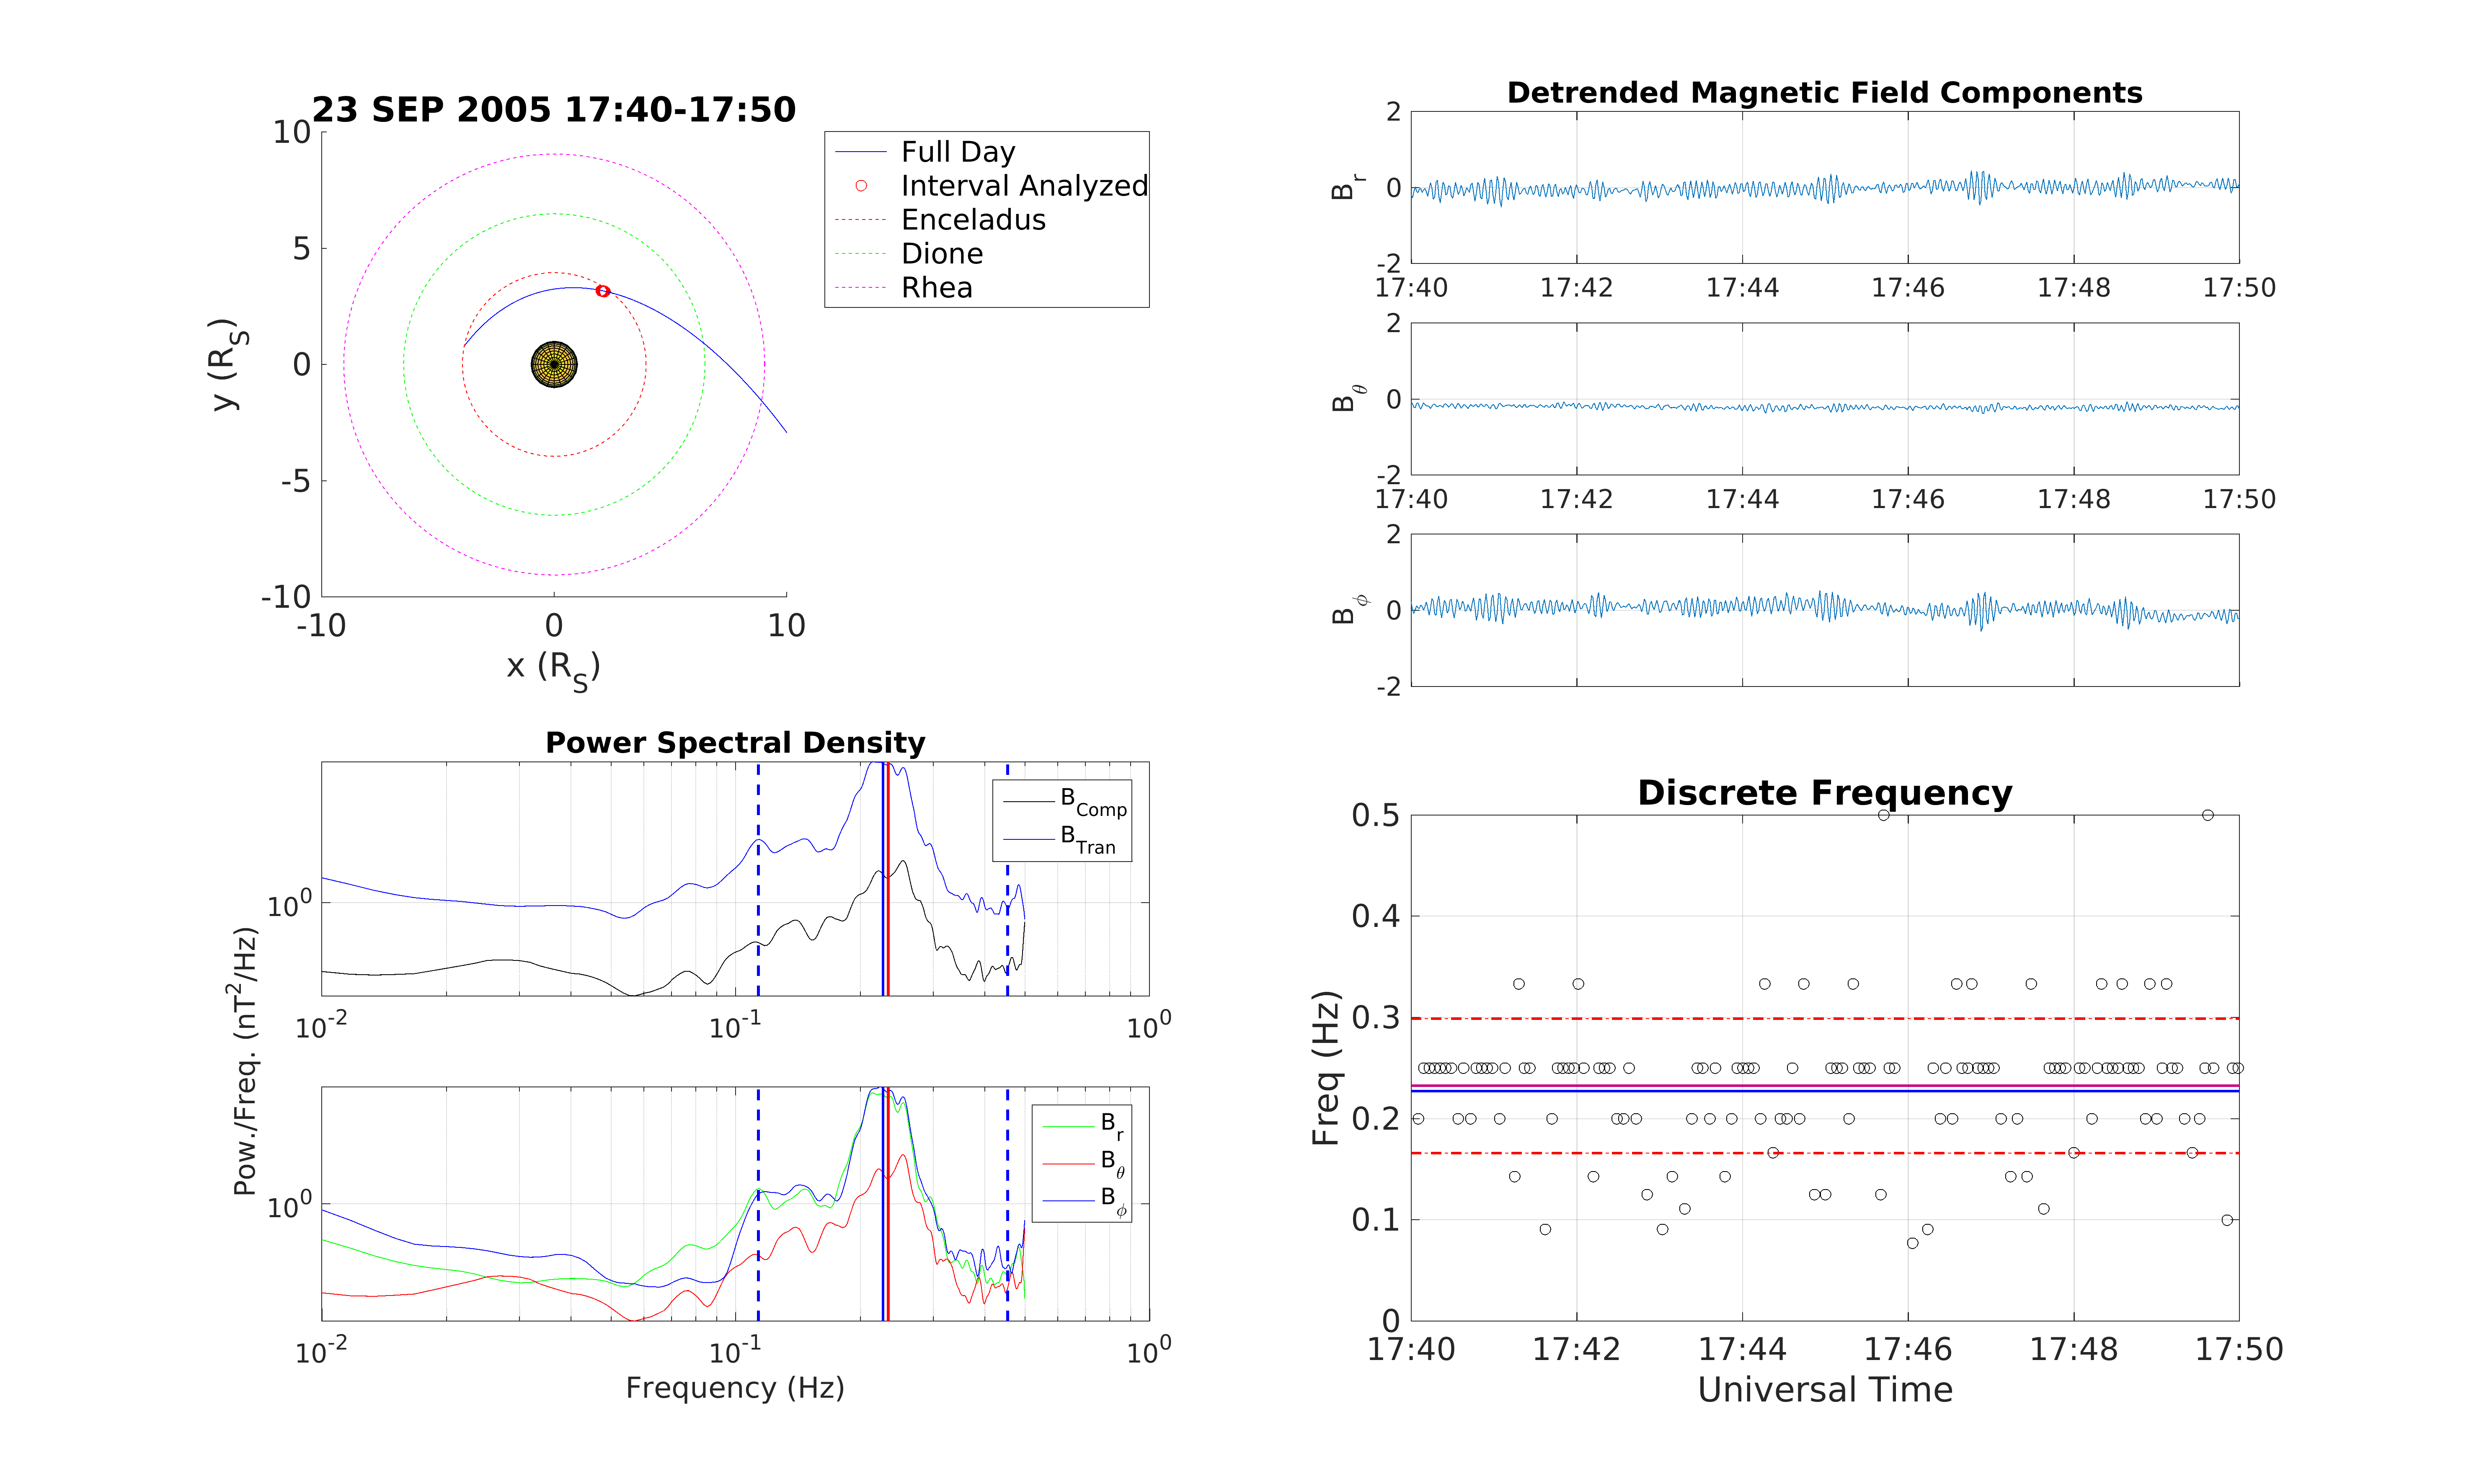 23 SEP 2005 17:40-17:50
10
5
0
-5
-10
-10 0 10
y (R_S)
x (R_S)
Full Day
Interval Analyzed
Enceladus
Dione
Rhea
Detrended Magnetic Field Components
2
0
-2
B_r
17:40 17:42 17:44 17:46 17:48 17:50
2
0
-2
B_θ
17:40 17:42 17:44 17:46 17:48 17:50
2
0
-2
B_ϕ
Power Spectral Density
10^0
B_Comp
B_Tran
10^-2 10^-1 10^0
Pow./Freq. (nT^2/Hz)
10^0
B_r
B_θ
B_ϕ
10^-2 10^-1 10^0
Frequency (Hz)
Discrete Frequency
0.5
0.4
0.3
0.2
0.1
0
Freq (Hz)
17:40 17:42 17:44 17:46 17:48 17:50
Universal Time